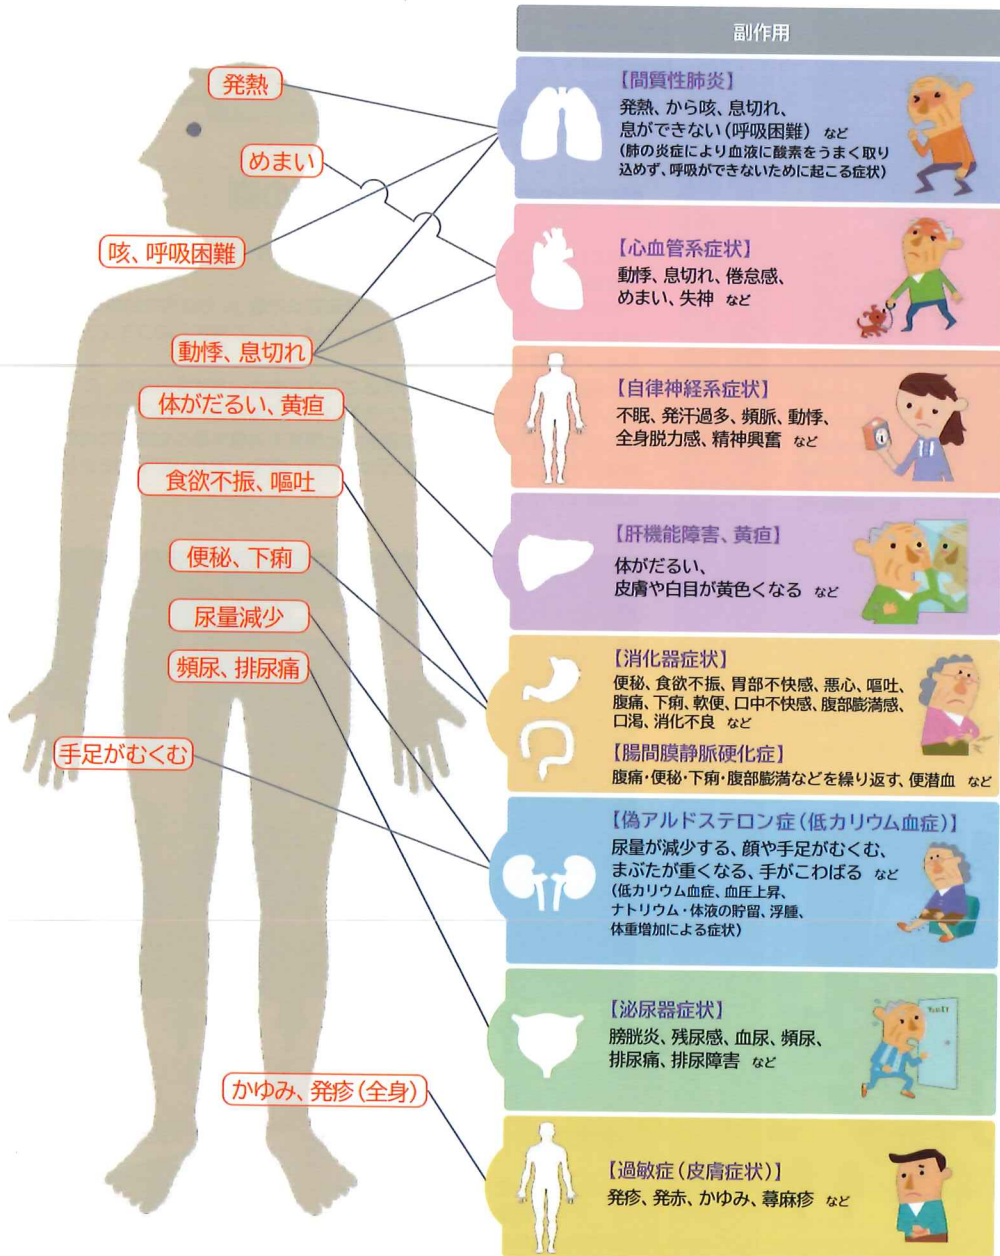 副作用
発熱
めまい
咳、呼吸困難
動悸、息切れ
体がだるい、黄疸
食欲不振、嘔吐
便秘、下痢
尿量減少
頻尿、排尿痛
手足がむくむ
かゆみ、発疹(全身)
【間質性肺炎】
発熱、から咳、息切れ、
息ができない(呼吸困難) など
(肺の炎症により血液に酸素をうまく取り
込めず、呼吸ができないために起こる症状)
【心血管系症状】
動悸、息切れ、倦怠感、
めまい、失神 など
【自律神経系症状】
不眠、発汗過多、頻脈、動悸、
全身脱力感、精神興奮 など
【肝機能障害、黄疸】
体がだるい、
皮膚や白目が黄色くなる など
【消化器症状】
便秘、食欲不振、胃部不快感、悪心、嘔吐、
腹痛、下痢、軟便、口中不快感、腹部膨満感、
口渇、消化不良 など
【腸間膜静脈硬化症】
腹痛・便秘・下痢・腹部膨満などを繰り返す、便潜血 など
【偽アルドステロン症(低カリウム血症)】
尿量が減少する、顔や手足がむくむ、
まぶたが重くなる、手がこわばる など
(低カリウム血症、血圧上昇、
ナトリウム・体液の貯留、浮腫、
体重増加による症状)
【泌尿器症状】
膀胱炎、残尿感、血尿、頻尿、
排尿痛、排尿障害 など
【過敏症(皮膚症状)】
発疹、発赤、かゆみ、蕁麻疹 など